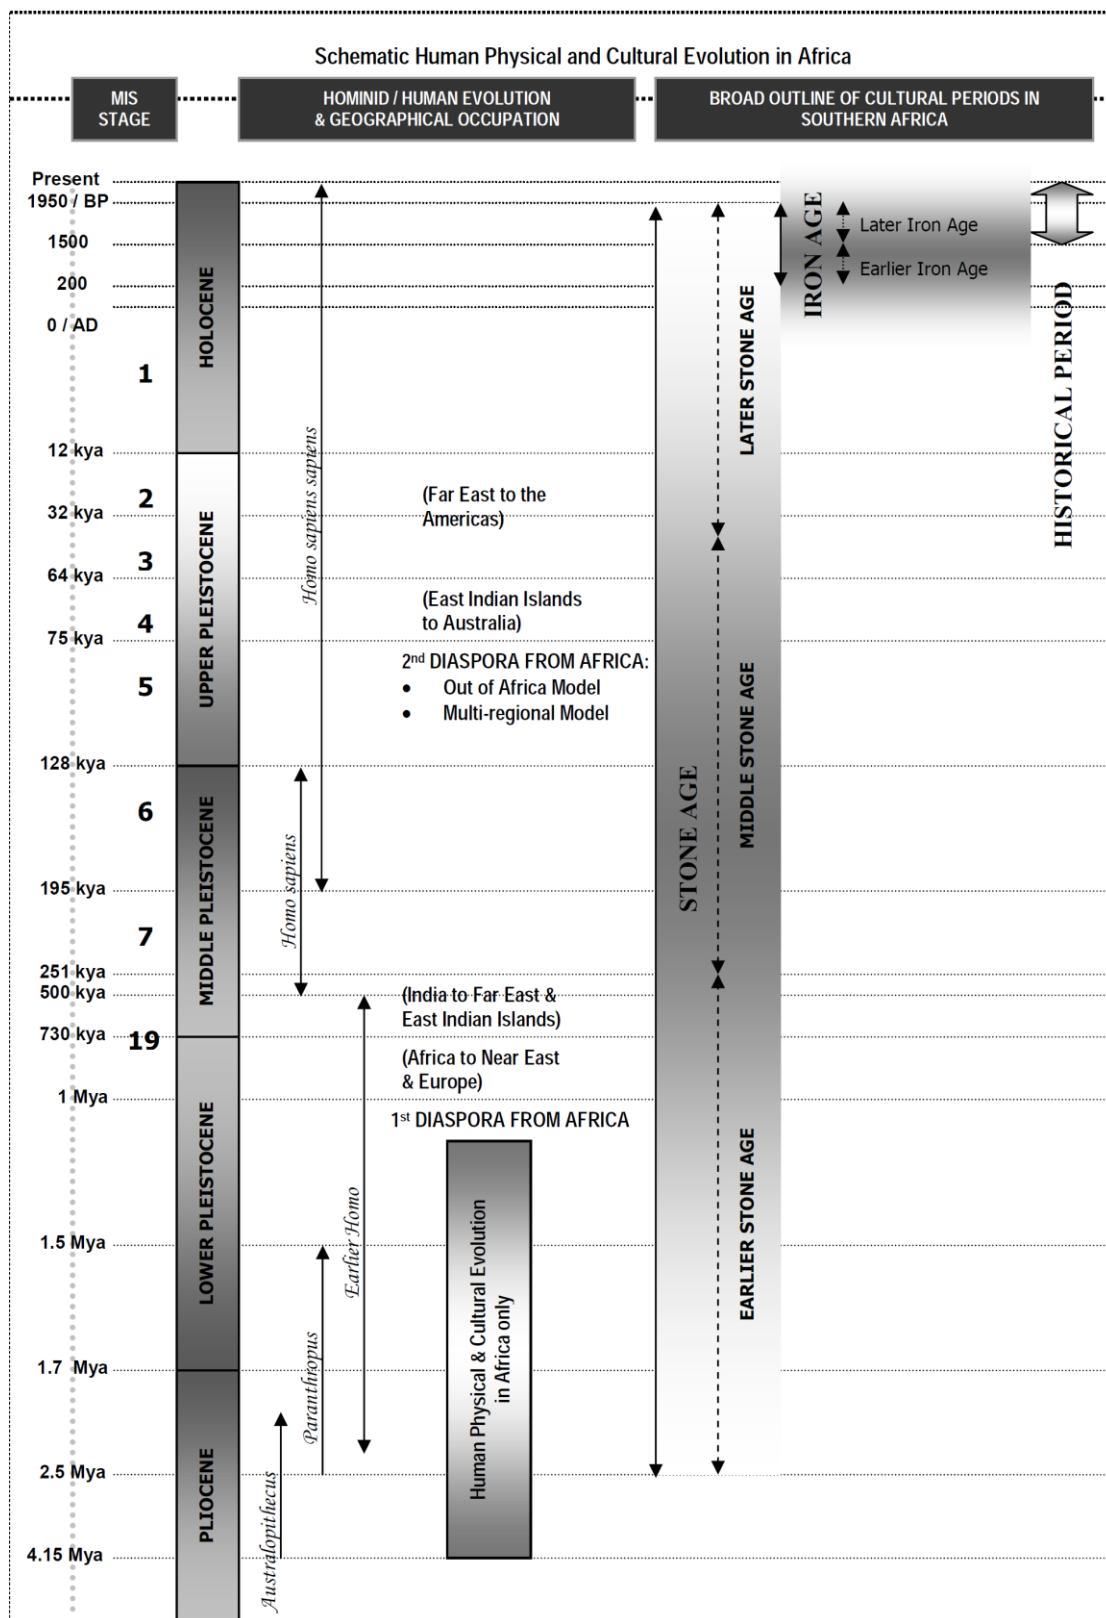 Schematic Human Physical and Cultural Evolution in Africa
MIS
STAGE
HOMINID / HUMAN EVOLUTION
& GEOGRAPHICAL OCCUPATION
BROAD OUTLINE OF CULTURAL PERIODS IN
SOUTHERN AFRICA
Present
1950 / BP
1500
200
0 / AD
12 kya
32 kya
64 kya
75 kya
128 kya
195 kya
251 kya
500 kya
730 kya
1 Mya
1.5 Mya
1.7 Mya
2.5 Mya
4.15 Mya
1
2
3
4
5
6
7
19
HOLOCENE
UPPER PLEISTOCENE
MIDDLE PLEISTOCENE
LOWER PLEISTOCENE
PLIOCENE
Homo sapiens sapiens
Homo sapiens
Earlier Homo
Paranthropus
Australopithecus
(Far East to the
Americas)
(East Indian Islands
to Australia)
2nd DIASPORA FROM AFRICA:
• Out of Africa Model
• Multi-regional Model
(India to Far East &
East Indian Islands)
(Africa to Near East
& Europe)
1st DIASPORA FROM AFRICA
Human Physical & Cultural Evolution
in Africa only
STONE AGE
LATER STONE AGE
MIDDLE STONE AGE
EARLIER STONE AGE
IRON AGE
Later Iron Age
Earlier Iron Age
HISTORICAL PERIOD